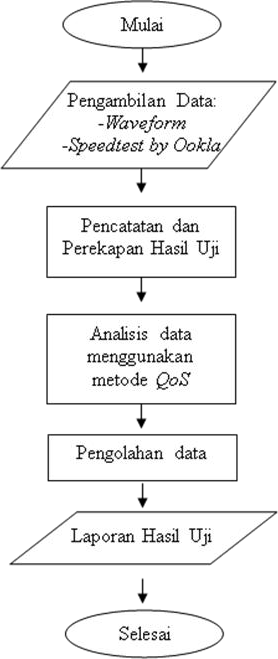 Mulai
Pengambilan Data:
-Waveform
-Speedtest by Ookla
Pencatatan dan
Perekapan Hasil Uji
Analisis data
menggunakan
metode QoS
Pengolahan data
Laporan Hasil Uji
Selesai